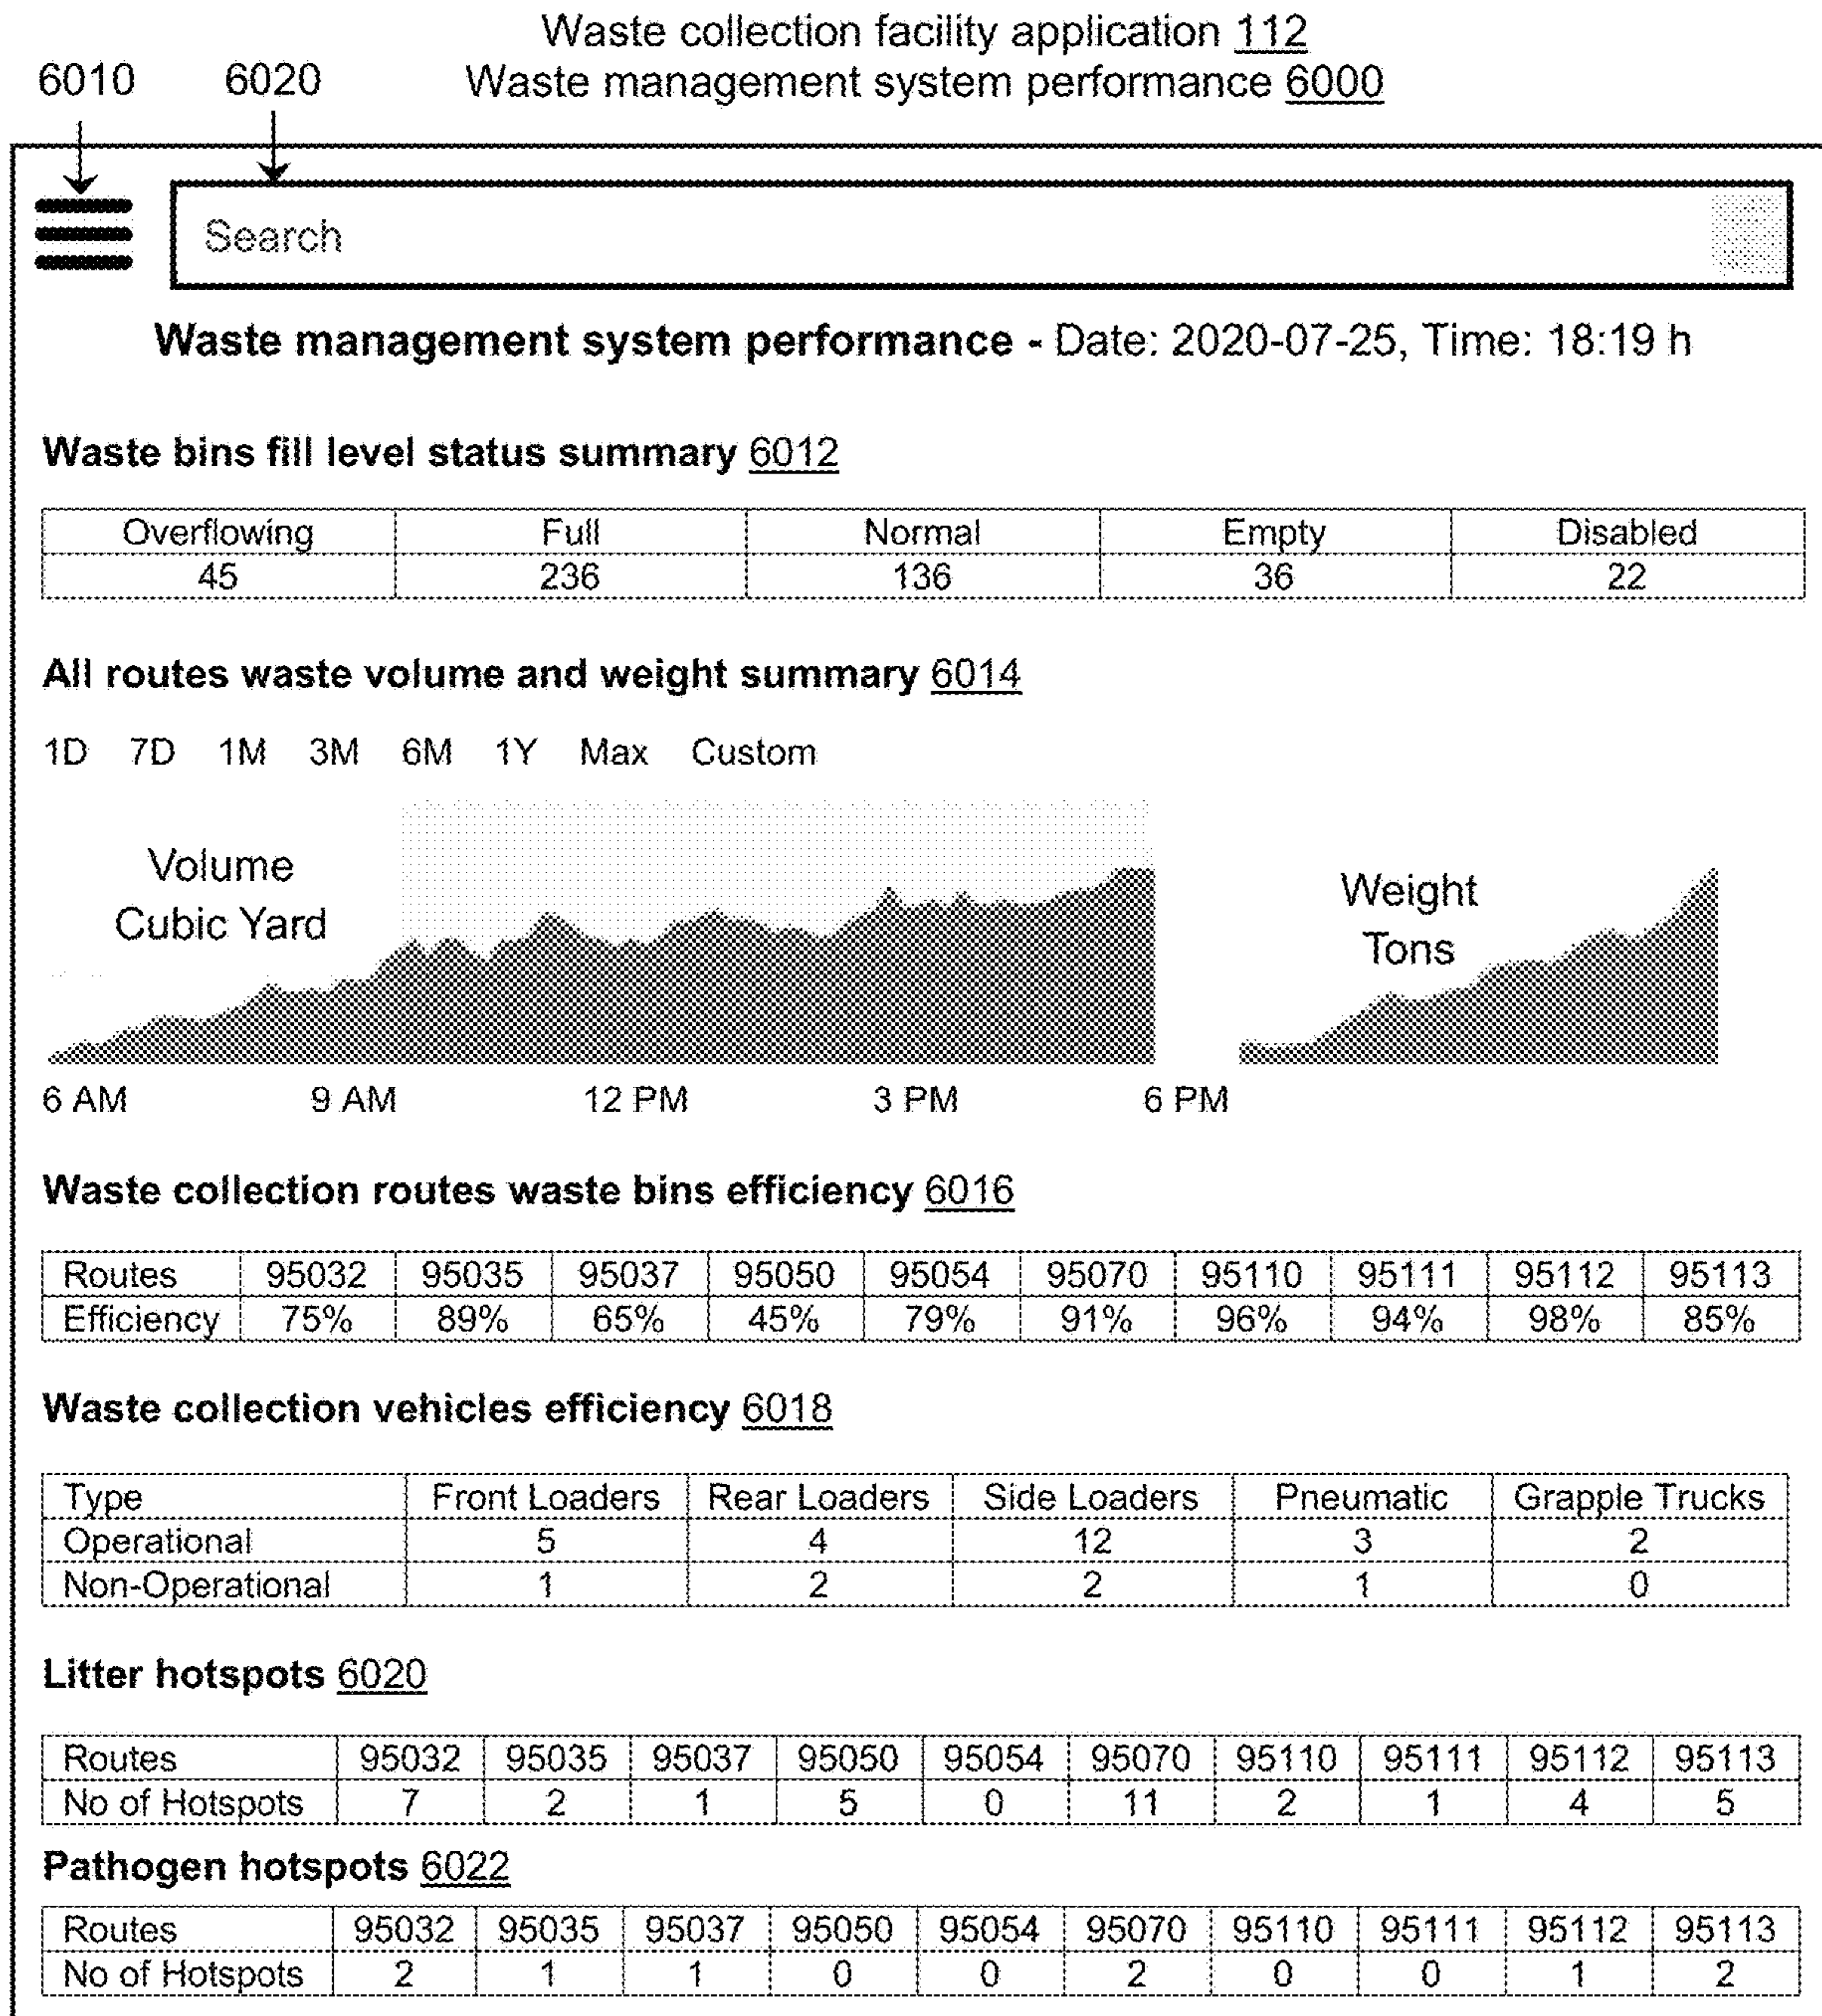 Waste collection facility application 112
6010 6020 Waste management system performance 6000
Search
Waste management system performance - Date: 2020-07-25, Time: 18:19 h
Waste bins fill level status summary 6012
Overflowing Full Normal Empty Disabled
45 236 136 36 22
All routes waste volume and weight summary 6014
1D 7D 1M 3M 6M 1Y Max Custom
Volume
Cubic Yard
Weight
Tons
6 AM 9 AM 12 PM 3 PM 6 PM
Waste collection routes waste bins efficiency 6016
Routes 95032 95035 95037 95050 95054 95070 95110 95111 95112 95113
Efficiency 75% 89% 65% 45% 79% 91% 96% 94% 98% 85%
Waste collection vehicles efficiency 6018
Type Front Loaders Rear Loaders Side Loaders Pneumatic Grapple Trucks
Operational 5 4 12 3 2
Non-Operational 1 2 2 1 0
Litter hotspots 6020
Routes 95032 95035 95037 95050 95054 95070 95110 95111 95112 95113
No of Hotspots 7 2 1 5 0 11 2 1 4 5
Pathogen hotspots 6022
Routes 95032 95035 95037 95050 95054 95070 95110 95111 95112 95113
No of Hotspots 2 1 1 0 0 2 0 0 1 2